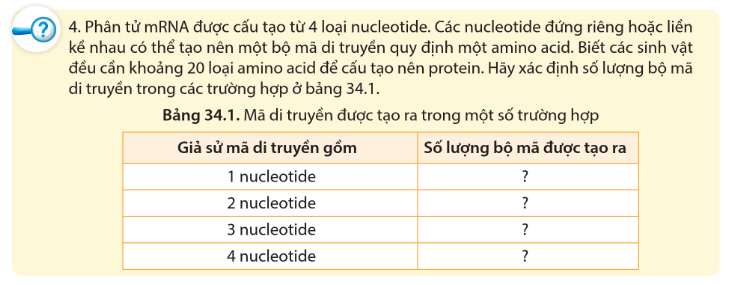 4. Phân tử mRNA được cấu tạo từ 4 loại nucleotide. Các nucleotide đứng riêng hoặc liền
kề nhau có thể tạo nên một bộ mã di truyền quy định một amino acid. Biết các sinh vật
đều cần khoảng 20 loại amino acid để cấu tạo nên protein. Hãy xác định số lượng bộ mã
di truyền trong các trường hợp ở bảng 34.1.
Bảng 34.1. Mã di truyền được tạo ra trong một số trường hợp
Giả sử mã di truyền gồm Số lượng bộ mã được tạo ra
1 nucleotide ?
2 nucleotide ?
3 nucleotide ?
4 nucleotide ?